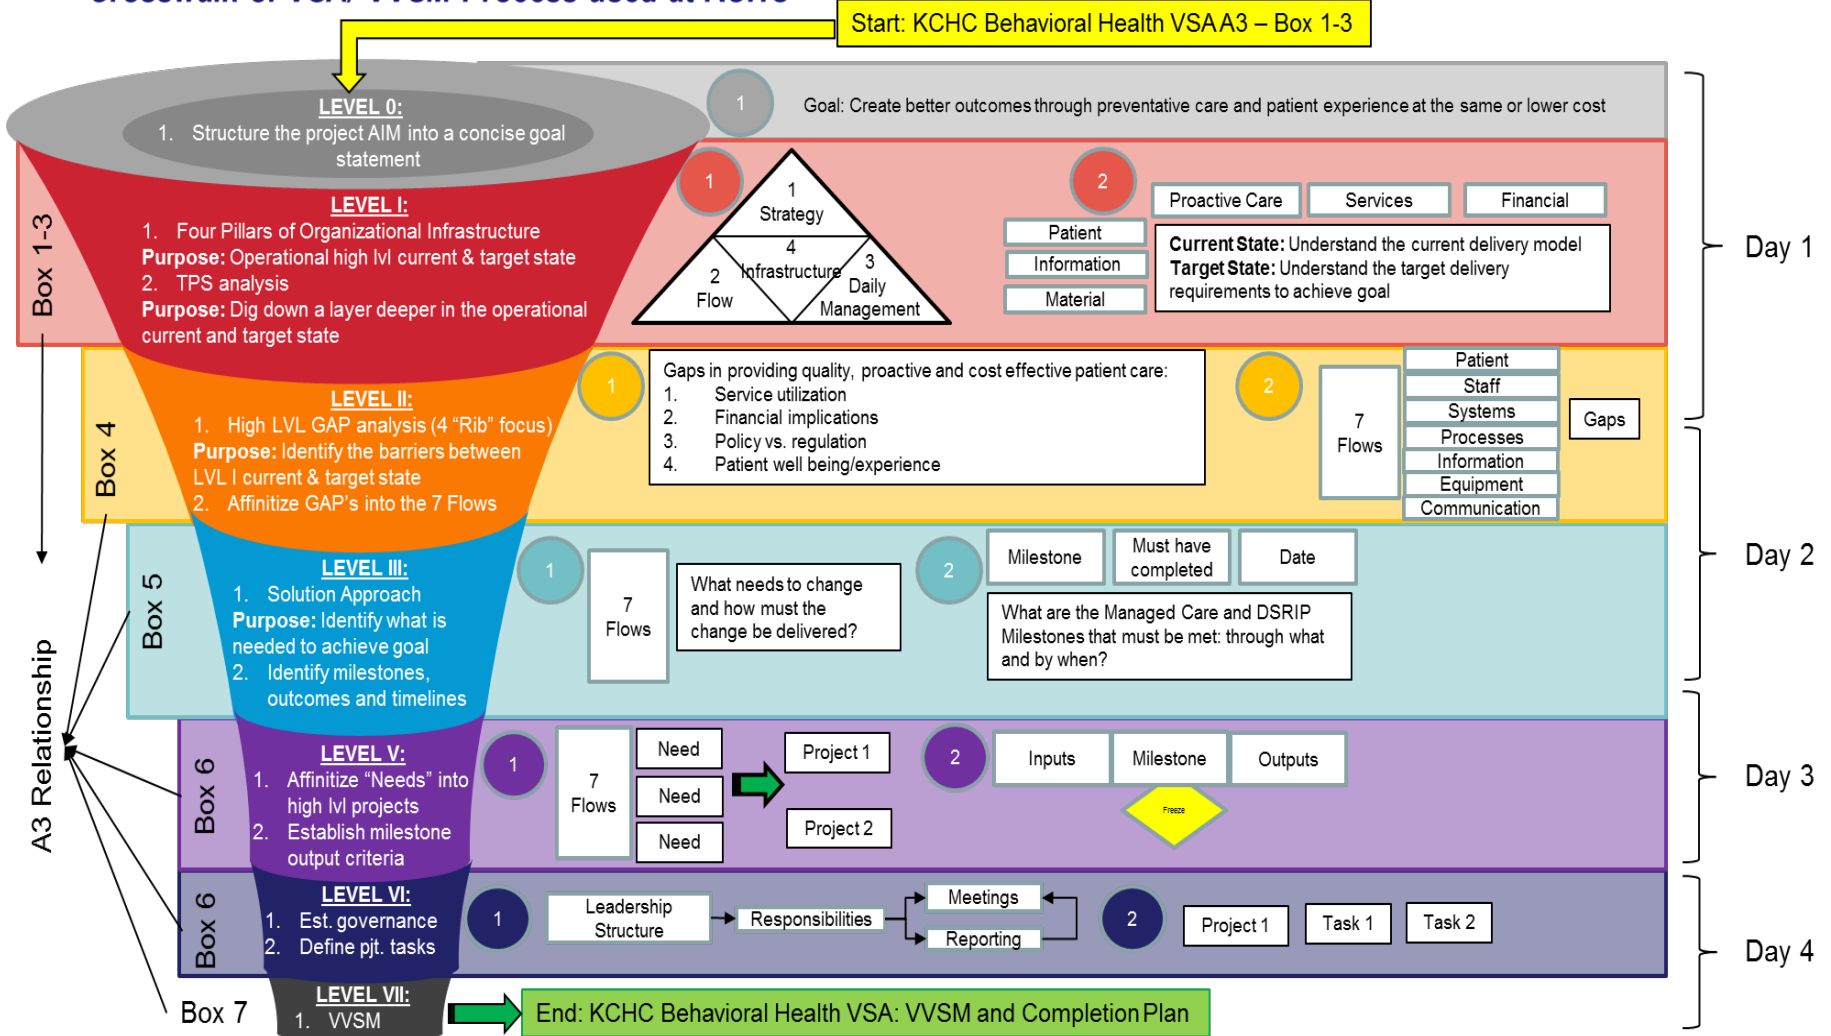 Crosswalk of VSA/ VVSM Process used at KCHC
Start: KCHC Behavioral Health VSA A3 – Box 1-3
LEVEL 0:
1. Structure the project AIM into a concise goal
statement
1
Goal: Create better outcomes through preventative care and patient experience at the same or lower cost
Box 1-3
LEVEL I:
1. Four Pillars of Organizational Infrastructure
Purpose: Operational high lvl current & target state
2. TPS analysis
Purpose: Dig down a layer deeper in the operational
current and target state
1
1
Strategy
4
Infrastructure
2
Flow
3
Daily
Management
2
Proactive Care
Services
Financial
Patient
Information
Material
Current State: Understand the current delivery model
Target State: Understand the target delivery
requirements to achieve goal
Day 1
Box 4
LEVEL II:
1. High LVL GAP analysis (4 “Rib” focus)
Purpose: Identify the barriers between
LVL I current & target state
2. Affinitize GAP’s into the 7 Flows
1
Gaps in providing quality, proactive and cost effective patient care:
1. Service utilization
2. Financial implications
3. Policy vs. regulation
4. Patient well being/experience
2
7
Flows
Patient
Staff
Systems
Processes
Information
Equipment
Communication
Gaps
Day 2
Box 5
LEVEL III:
1. Solution Approach
Purpose: Identify what is
needed to achieve goal
2. Identify milestones,
outcomes and timelines
1
7
Flows
What needs to change
and how must the
change be delivered?
2
Milestone
Must have
completed
Date
What are the Managed Care and DSRIP
Milestones that must be met: through what
and by when?
A3 Relationship
Box 6
LEVEL V:
1. Affinitize “Needs” into
high lvl projects
2. Establish milestone
output criteria
1
7
Flows
Need
Need
Need
Project 1
Project 2
2
Inputs
Milestone
Outputs
Freeze
Day 3
Box 6
LEVEL VI:
1. Est. governance
2. Define pjt. tasks
1
Leadership
Structure
Responsibilities
Meetings
Reporting
2
Project 1
Task 1
Task 2
Day 4
Box 7
LEVEL VII:
1. VVSM
End: KCHC Behavioral Health VSA: VVSM and Completion Plan